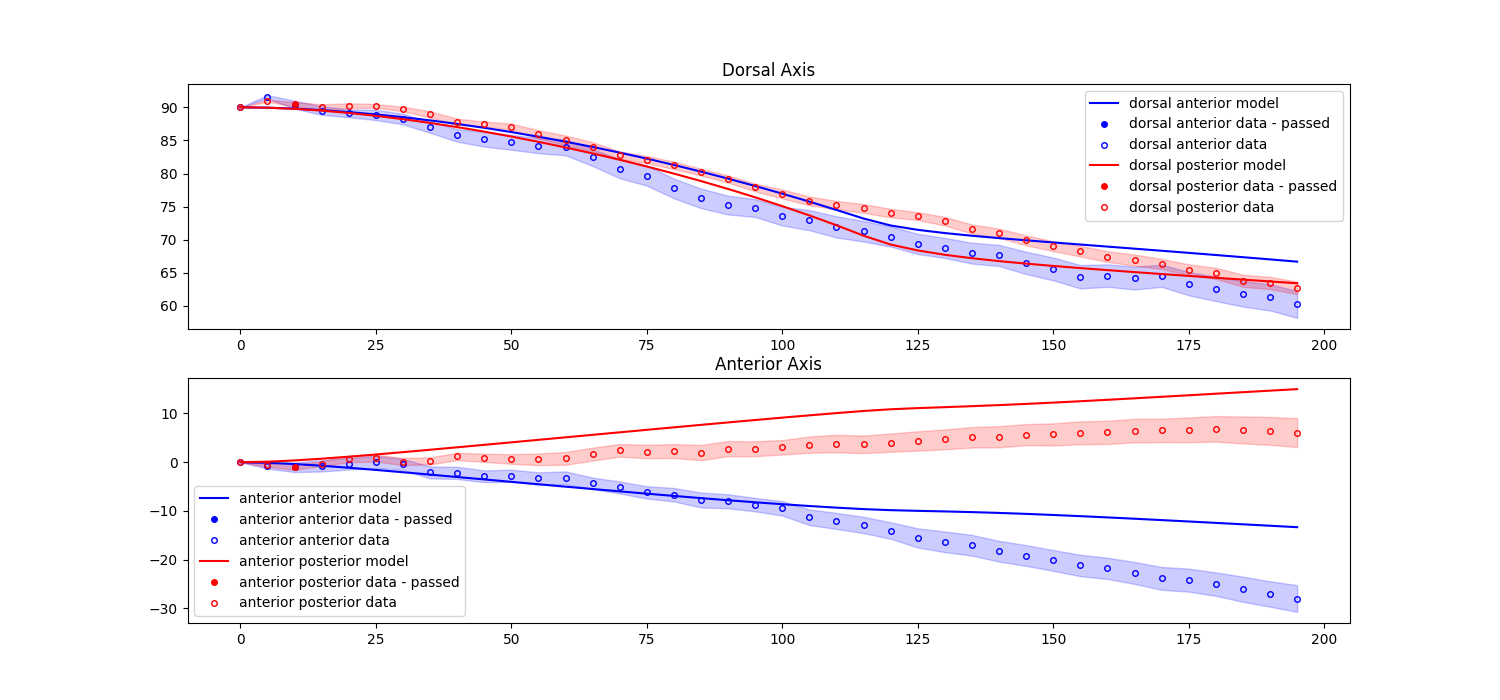 Dorsal Axis
90
85
80
75
70
65
60
dorsal anterior model
dorsal anterior data - passed
dorsal anterior data
dorsal posterior model
dorsal posterior data - passed
dorsal posterior data
0 25 50 75 100 125 150 175 200
Anterior Axis
10
0
−10
−20
−30
anterior anterior model
anterior anterior data - passed
anterior anterior data
anterior posterior model
anterior posterior data - passed
anterior posterior data
0 25 50 75 100 125 150 175 200